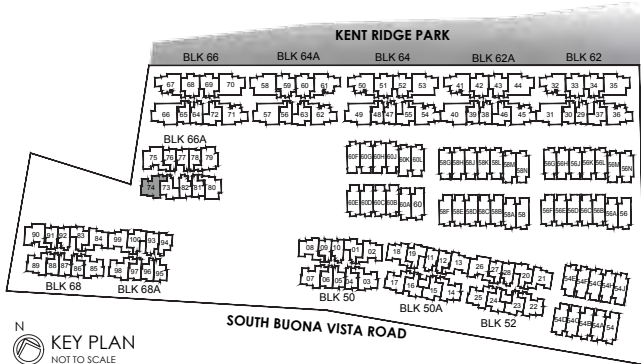 KENT RIDGE PARK
BLK 66 BLK 64A BLK 64 BLK 62A BLK 62
67 68 69 70 58 59 60 61 50 51 52 53 41 42 43 44 32 33 34 35
66 65 64 72 71 57 56 63 62 49 48 47 55 54 40 39 38 46 45 31 30 29 37 36
BLK 66A
75 76 77 78 79
74 73 82 81 80
60F 60G 60H 60J 60K 60L
58G 58H 58J 58K 58L 58M 58N
56G 56H 56J 56K 56L 56M 56N
60E 60D 60C 60B 60A 60
58F 58E 58D 58C 58B 58A 58
56F 56E 56D 56C 56B 56A 56
90 91 92 83 84 99 100 93 94
89 88 87 86 85 98 97 96 95
BLK 68 BLK 68A
08 09 10 01 02
07 06 05 04 03
BLK 50
18 19 11 12 13
17 16 15 14
BLK 50A
26 27 28 20 21
25 24 23 22
BLK 52
54E 54F 54G 54H 54J
54D 54C 54B 54A 54
SOUTH BUONA VISTA ROAD
N
KEY PLAN
NOT TO SCALE